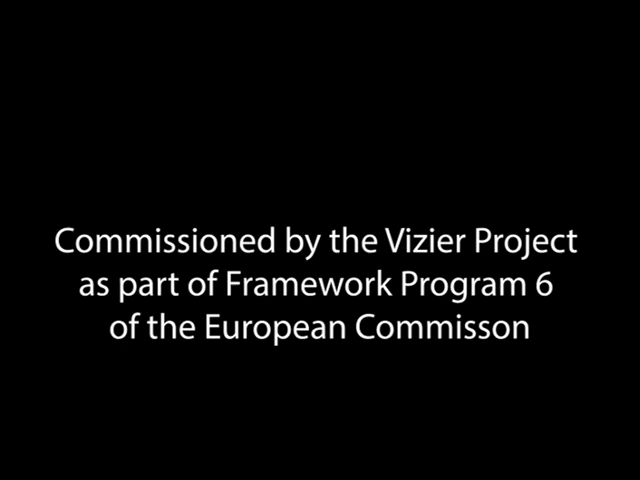 Commissioned by the Vizier Project
as part of Framework Program 6
of the European Commisson